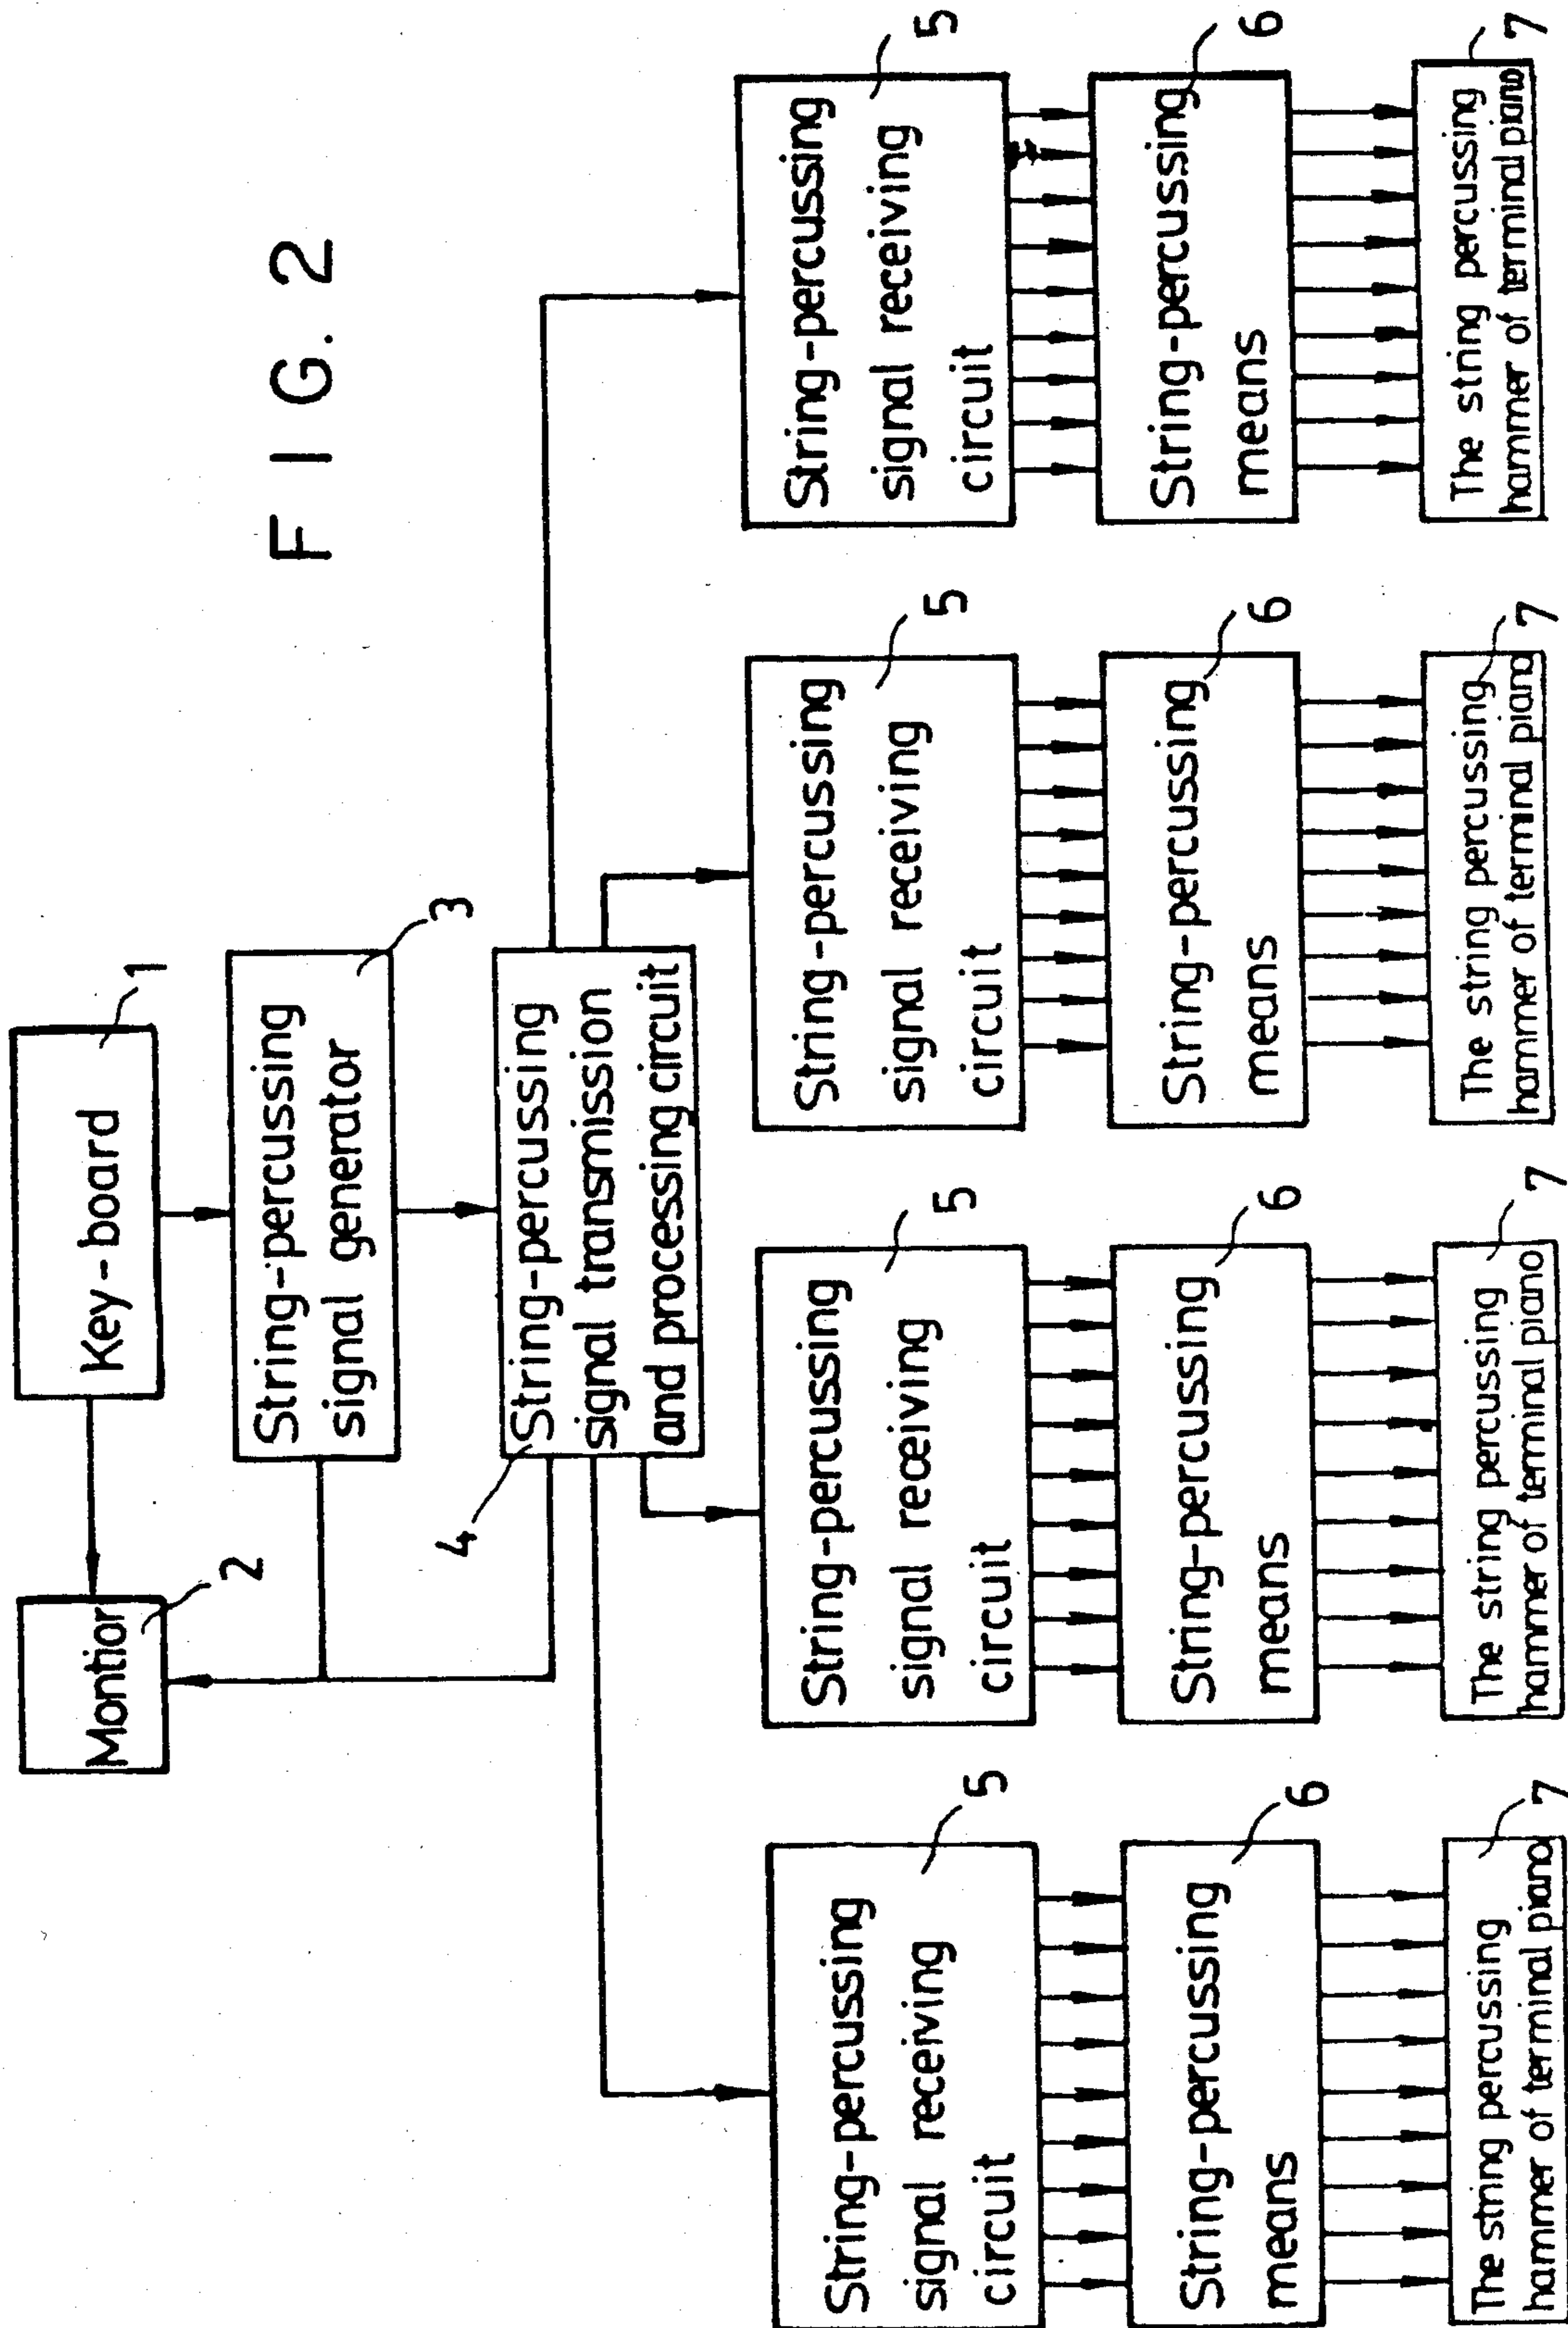 FIG. 2
Key-board
1
Montior
2
String-percussing
signal generator
3
4
String-percussing
signal transmission
and processing circuit
String-percussing
signal receiving
circuit
5
String-percussing
signal receiving
circuit
5
String-percussing
signal receiving
circuit
5
String-percussing
signal receiving
circuit
5
String-percussing
means
6
String-percussing
means
6
String-percussing
means
6
String-percussing
means
6
The string percussing
hammer of terminal piano
7
The string percussing
hammer of terminal piano
7
The string percussing
hammer of terminal piano
7
The string percussing
hammer of terminal piano
7